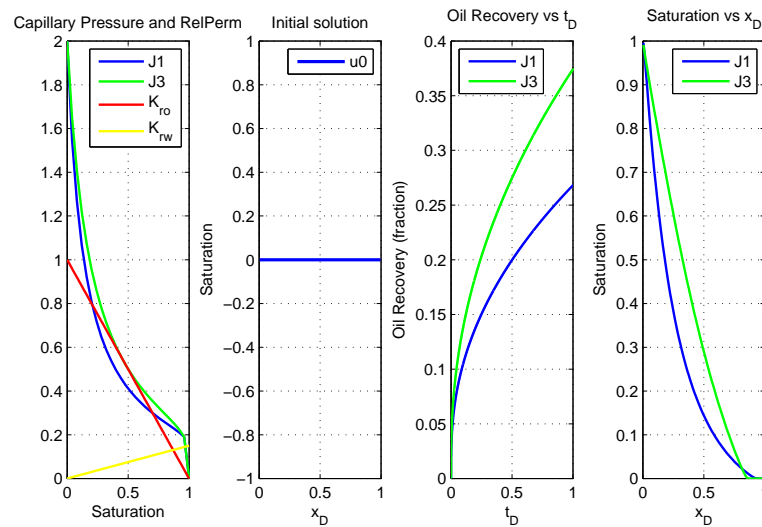 Capillary Pressure and RelPerm
2
1.8
1.6
1.4
1.2
1
0.8
0.6
0.4
0.2
0
0
0.5
1
Saturation
J1
J3
K_ro
K_rw
Initial solution
Saturation
1
0.8
0.6
0.4
0.2
0
−0.2
−0.4
−0.6
−0.8
−1
0
0.5
1
x_D
u0
Oil Recovery vs t_D
Oil Recovery (fraction)
0.4
0.35
0.3
0.25
0.2
0.15
0.1
0.05
0
0
0.5
1
t_D
J1
J3
Saturation vs x_D
Saturation
1
0.9
0.8
0.7
0.6
0.5
0.4
0.3
0.2
0.1
0
0
0.5
1
x_D
J1
J3